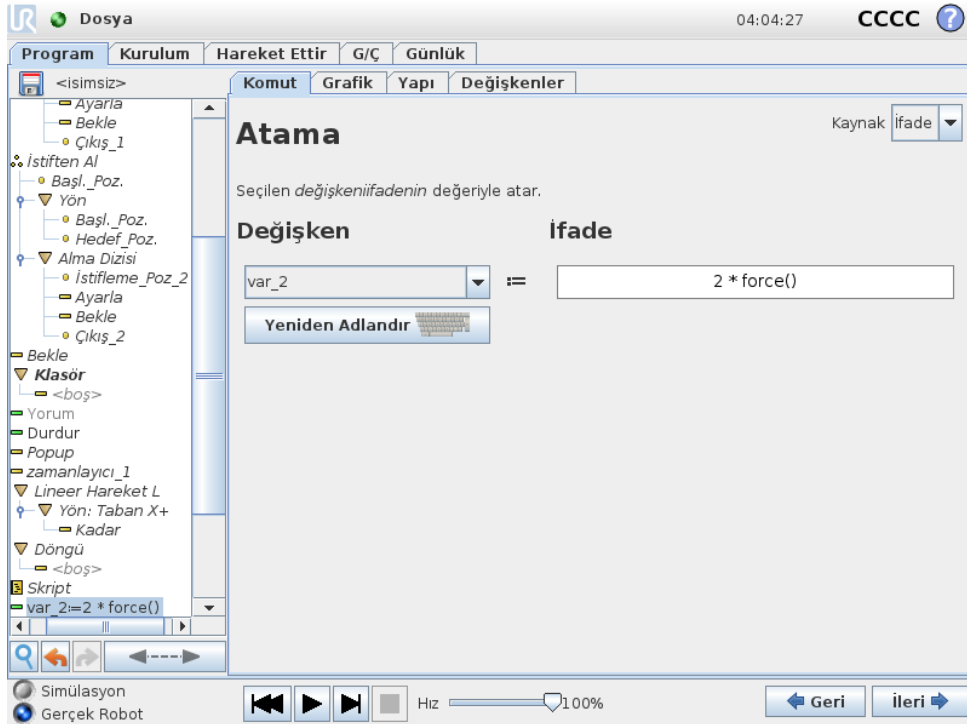 UR Dosya 04:04:27 CCCC ?
Program Kurulum Hareket Ettir G/Ç Günlük
<isimsiz>
Komut Grafik Yapı Değişkenler
Ayarla
Bekle
Çıkış_1
İstiften Al
Başl._Poz.
Yön
Başl._Poz.
Hedef_Poz.
Alma Dizisi
İstifleme_Poz_2
Ayarla
Bekle
Çıkış_2
Bekle
Klasör
<boş>
Yorum
Durdur
Popup
zamanlayıcı_1
Lineer Hareket L
Yön: Taban X+
Kadar
Döngü
<boş>
Skript
var_2:=2 * force()
Atama
Kaynak İfade
Seçilen değişkeniifadenin değeriyle atar.
Değişken İfade
var_2 := 2 * force()
Yeniden Adlandır
Simülasyon
Gerçek Robot
Hız 100%
Geri İleri